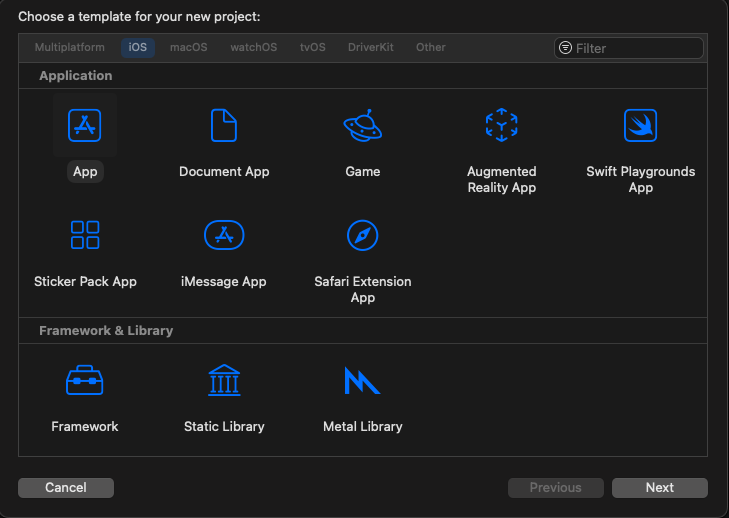 Choose a template for your new project:
Multiplatform iOS macOS watchOS tvOS DriverKit Other Filter
Application
App Document App Game Augmented Reality App Swift Playgrounds App
Sticker Pack App iMessage App Safari Extension App
Framework & Library
Framework Static Library Metal Library
Cancel Previous Next